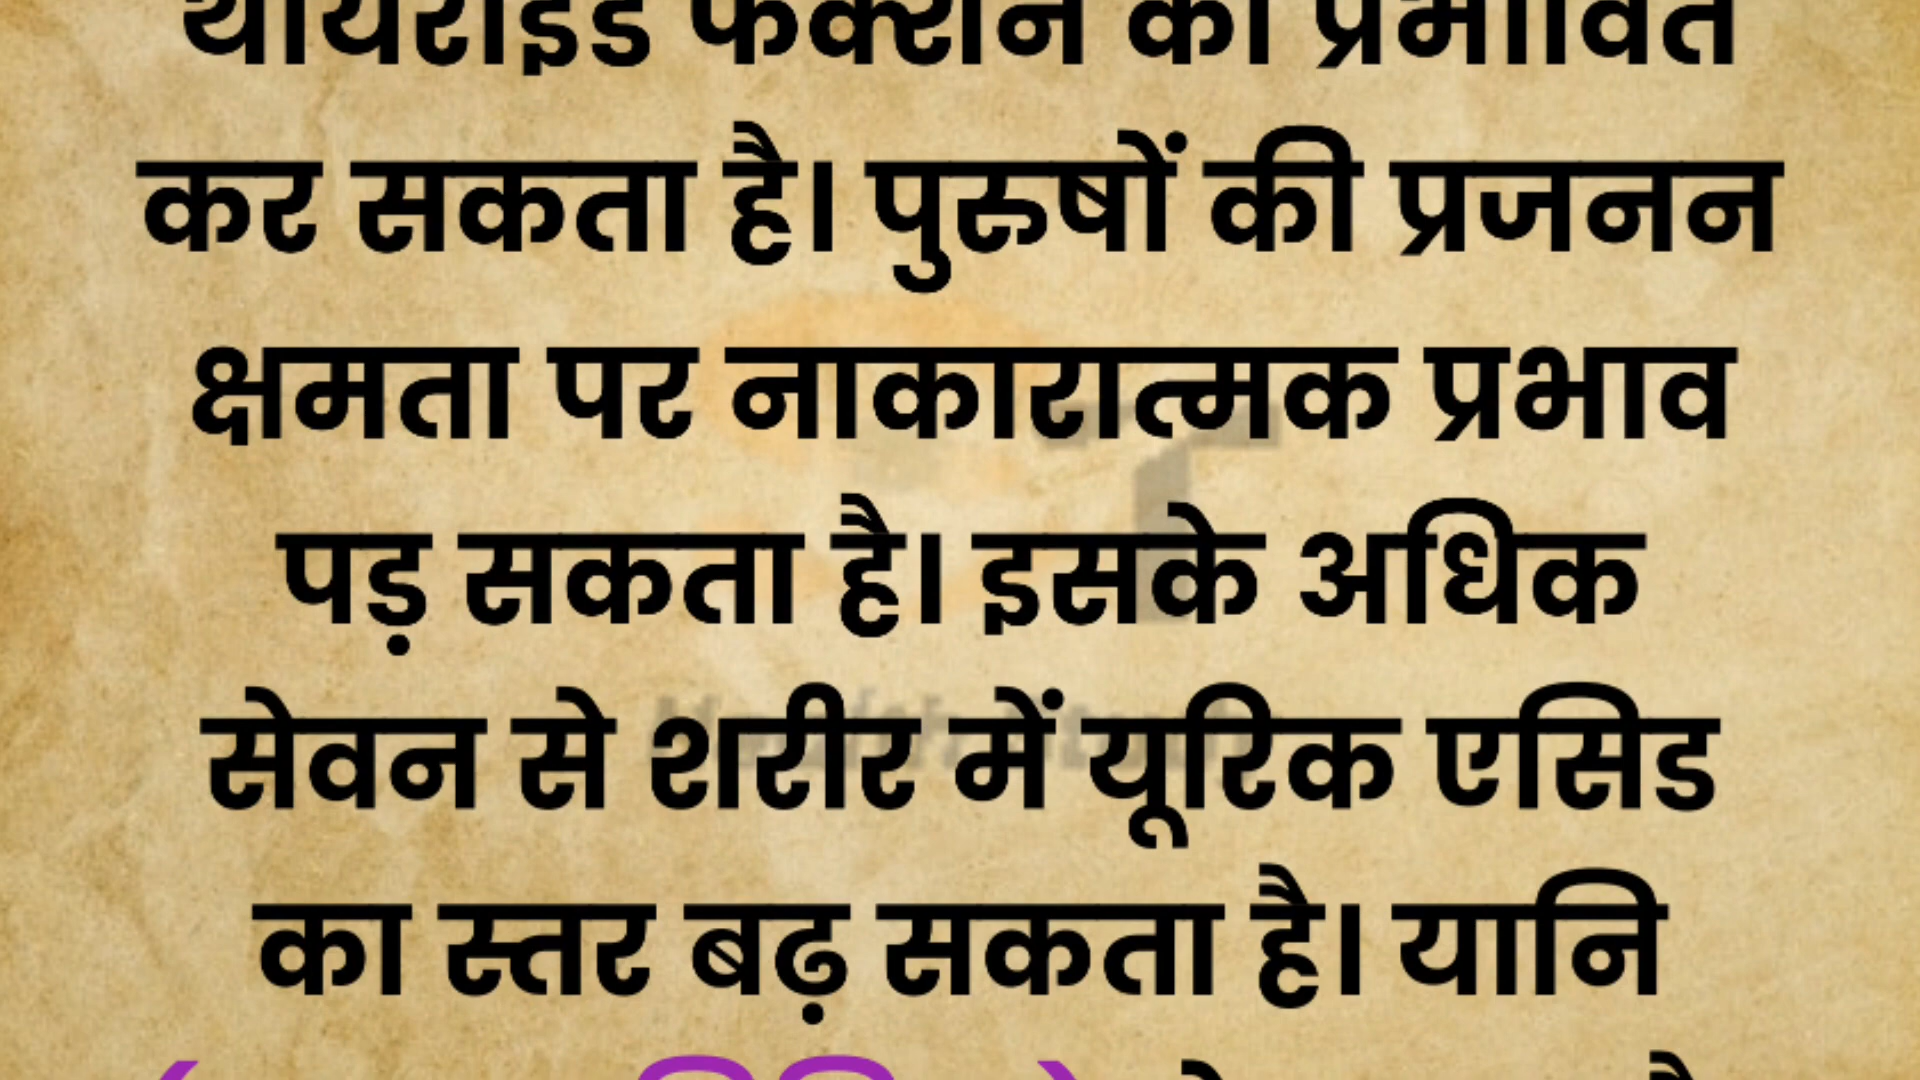 थायराइड फंक्शन को प्रभावित
कर सकता है। पुरुषों की प्रजनन
क्षमता पर नाकारात्मक प्रभाव
पड़ सकता है। इसके अधिक
सेवन से शरीर में यूरिक एसिड
का स्तर बढ़ सकता है। यानि